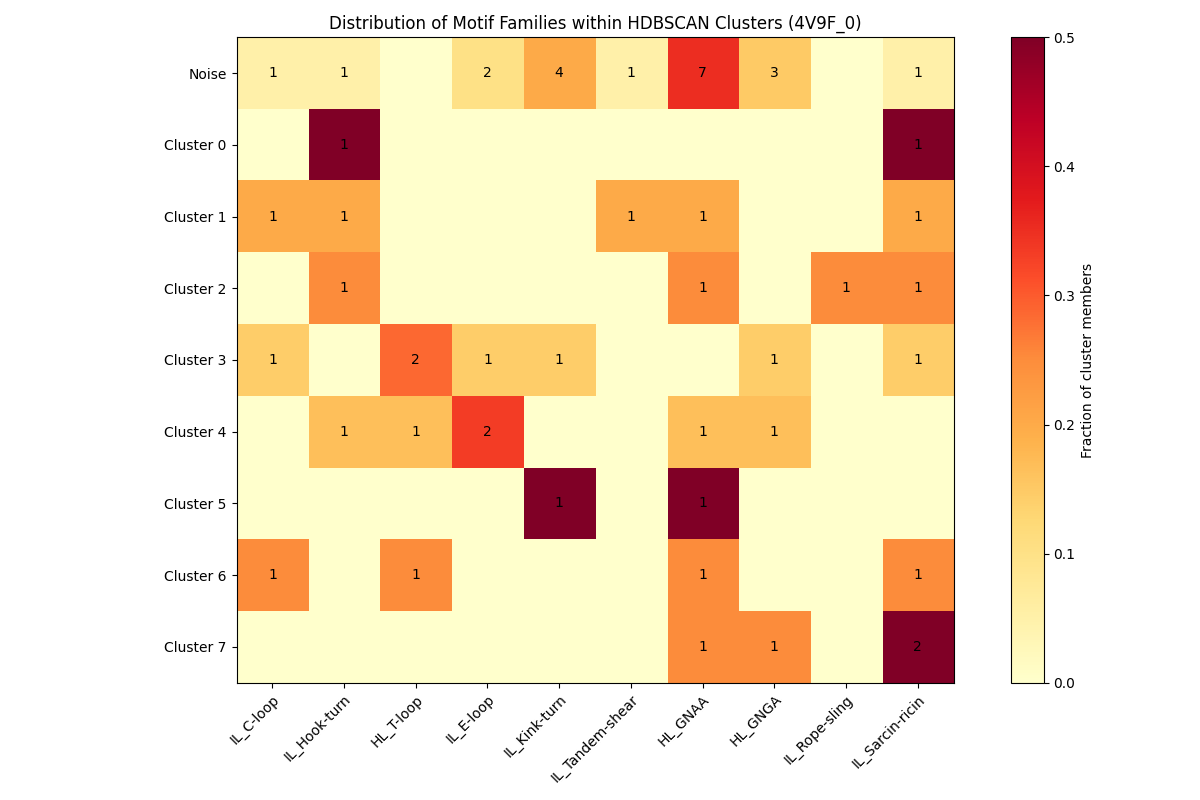 Distribution of Motif Families within HDBSCAN Clusters (4V9F_0)
Noise 1 1 2 4 1 7 3 1
Cluster 0 1 1
Cluster 1 1 1 1 1 1
Cluster 2 1 1 1 1
Cluster 3 1 2 1 1 1 1
Cluster 4 1 1 2 1 1
Cluster 5 1 1
Cluster 6 1 1 1 1
Cluster 7 1 1 2
IL_C-loop
IL_Hook-turn
HL_T-loop
IL_E-loop
IL_Kink-turn
IL_Tandem-shear
HL_GNAA
HL_GNGA
IL_Rope-sling
IL_Sarcin-ricin
0.5
0.4
0.3
0.2
0.1
0.0
Fraction of cluster members